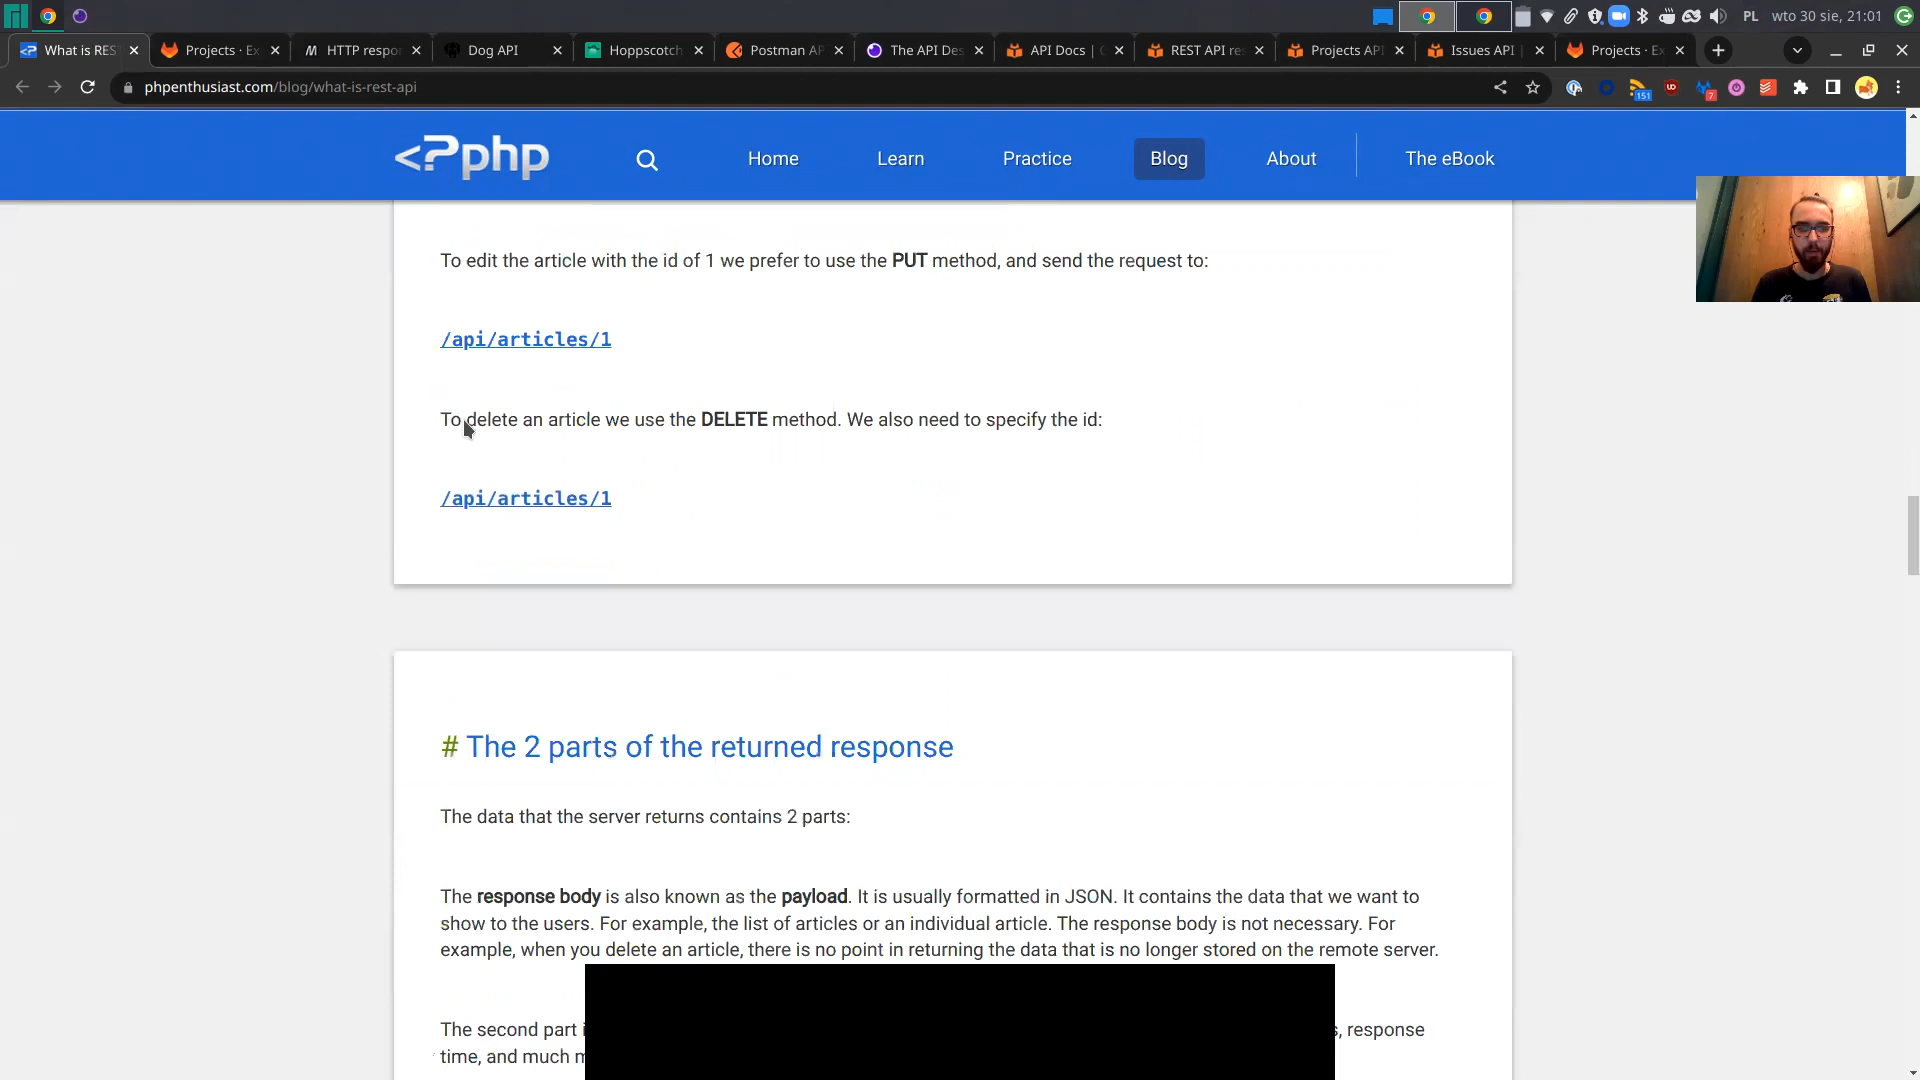 PL wto 30 sie, 21:01
What is RES Projects · Ex HTTP respon Dog API Hoppscotch Postman AP The API Des API Docs | REST API re Projects API Issues API | Projects · Ex
phpenthusiast.com/blog/what-is-rest-api
151 7
<?php Home Learn Practice Blog About The eBook
To edit the article with the id of 1 we prefer to use the PUT method, and send the request to:
/api/articles/1
To delete an article we use the DELETE method. We also need to specify the id:
/api/articles/1
# The 2 parts of the returned response
The data that the server returns contains 2 parts:
The response body is also known as the payload. It is usually formatted in JSON. It contains the data that we want to
show to the users. For example, the list of articles or an individual article. The response body is not necessary. For
example, when you delete an article, there is no point in returning the data that is no longer stored on the remote server.
The second part , response
time, and much